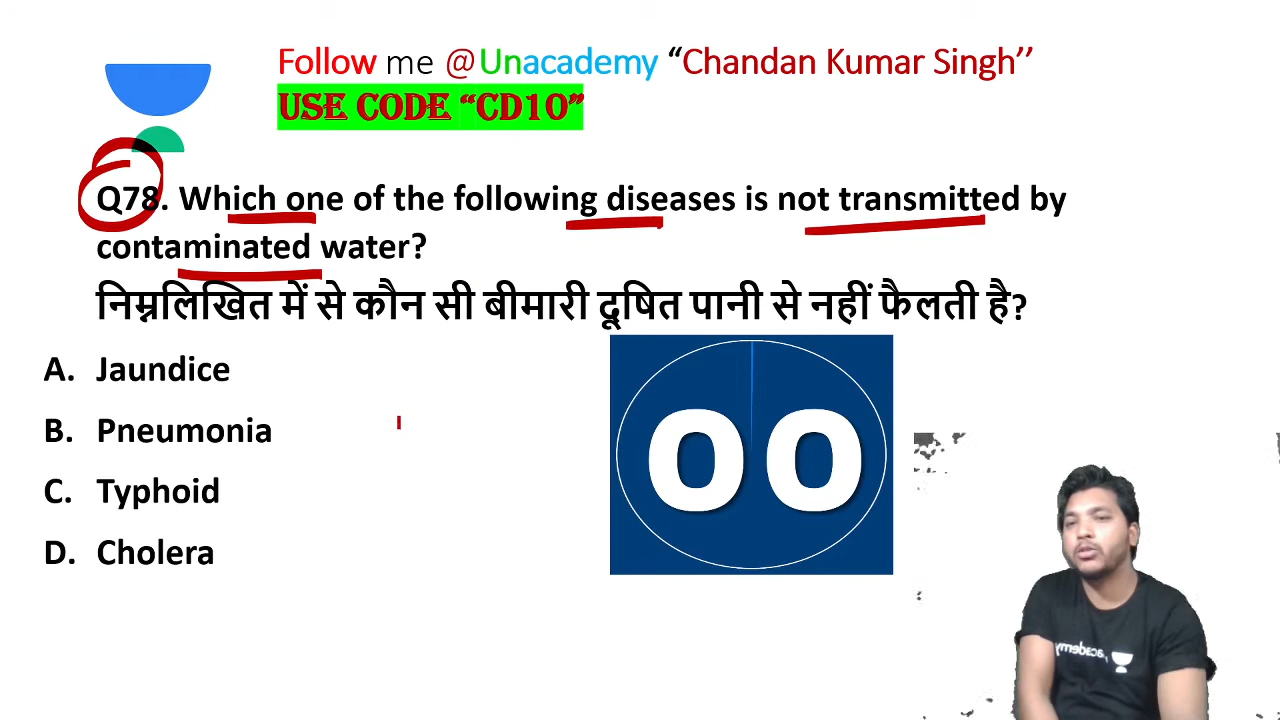 Follow me @Unacademy “Chandan Kumar Singh’’
USE CODE “CD10”
Q78. Which one of the following diseases is not transmitted by
contaminated water?
निम्नलिखित में से कौन सी बीमारी दूषित पानी से नहीं फैलती है?
A. Jaundice
B. Pneumonia
C. Typhoid
D. Cholera
00